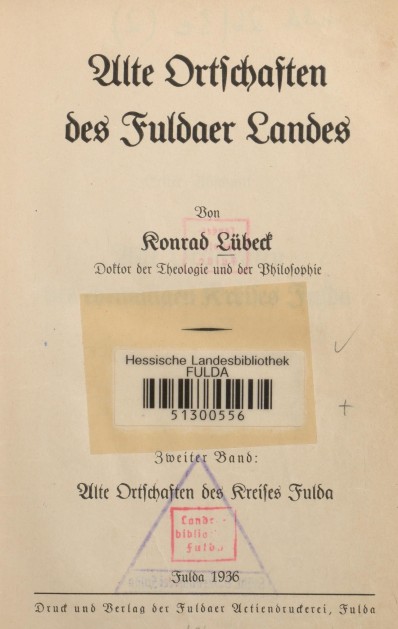 Alte Ortschaften
des Fuldaer Landes
Von
Konrad Lübeck
Doktor der Theologie und der Philosophie
Hessische Landesbibliothek
FULDA
51300556
Zweiter Band:
Alte Ortschaften des Kreises Fulda
Landes-
biblio
Fulda
Fulda 1936
Druck und Verlag der Fuldaer Actiendruckerei, Fulda